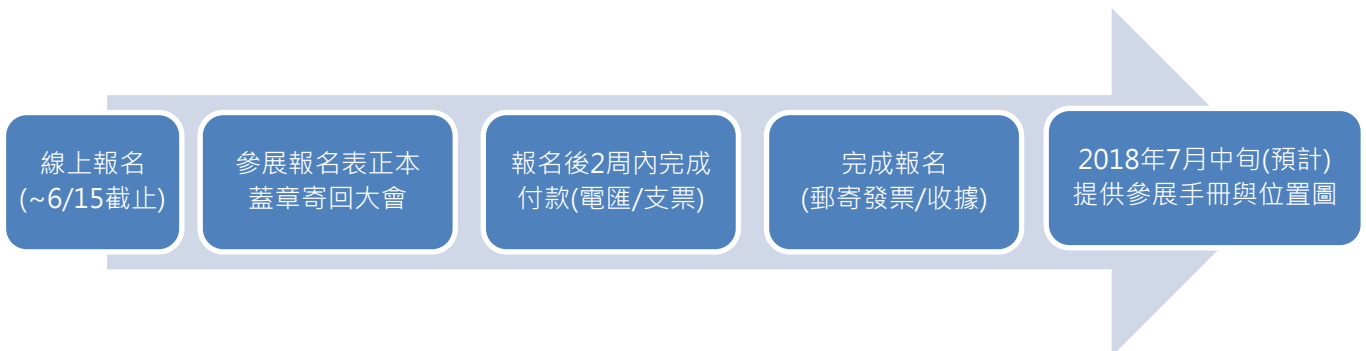 線上報名
(~6/15截止)
參展報名表正本
蓋章寄回大會
報名後2周內完成
付款(電匯/支票)
完成報名
(郵寄發票/收據)
2018年7月中旬(預計)
提供參展手冊與位置圖